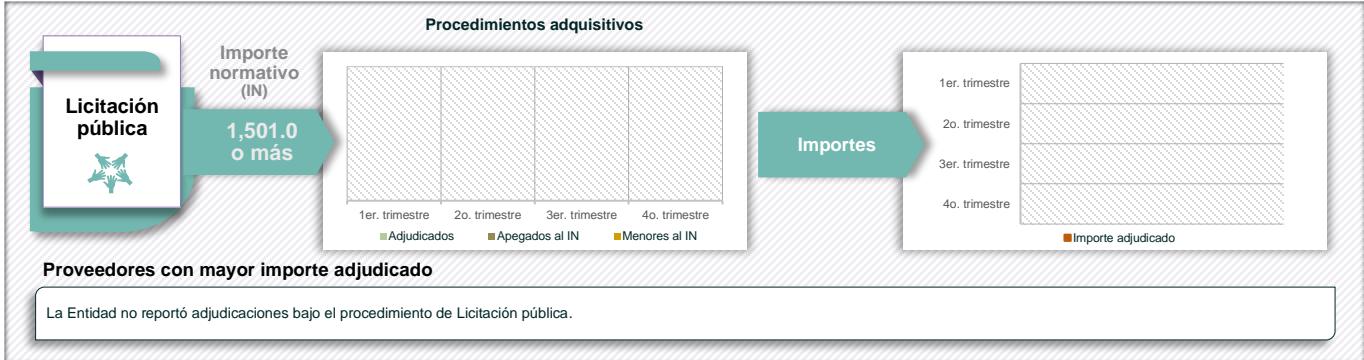 Procedimientos adquisitivos
Licitación
pública
Importe
normativo
(IN)
1,501.0
o más
1er. trimestre 2o. trimestre 3er. trimestre 4o. trimestre
Adjudicados Apegados al IN Menores al IN
Importes
1er. trimestre
2o. trimestre
3er. trimestre
4o. trimestre
Importe adjudicado
Proveedores con mayor importe adjudicado
La Entidad no reportó adjudicaciones bajo el procedimiento de Licitación pública.